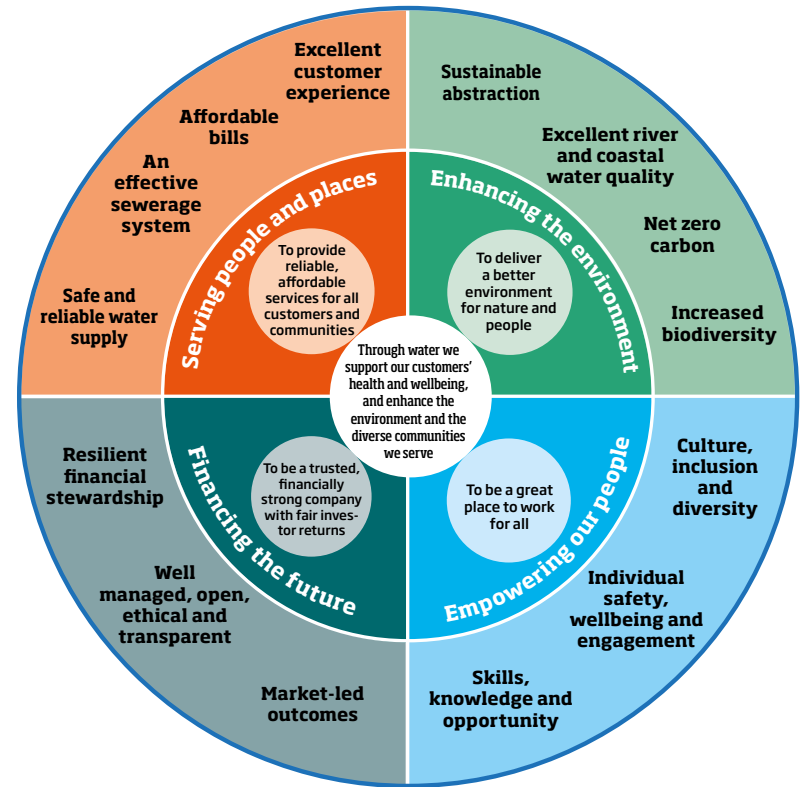 Excellent
customer
experience
Affordable
bills
An
effective
sewerage
system
Safe and
reliable water
supply
Serving people and places
To provide
reliable,
affordable
services for all
customers and
communities
Sustainable
abstraction
Excellent river
and coastal
water quality
Net zero
carbon
Increased
biodiversity
Enhancing the environment
To deliver
a better
environment
for nature and
people
Through water we
support our customers’
health and wellbeing,
and enhance the
environment and the
diverse communities
we serve
Resilient
financial
stewardship
Well
managed, open,
ethical and
transparent
Market-led
outcomes
Financing the future
To be a trusted,
financially
strong company
with fair inves-
tor returns
Culture,
inclusion
and
diversity
Individual
safety,
wellbeing and
engagement
Skills,
knowledge and
opportunity
Empowering our people
To be a great
place to work
for all